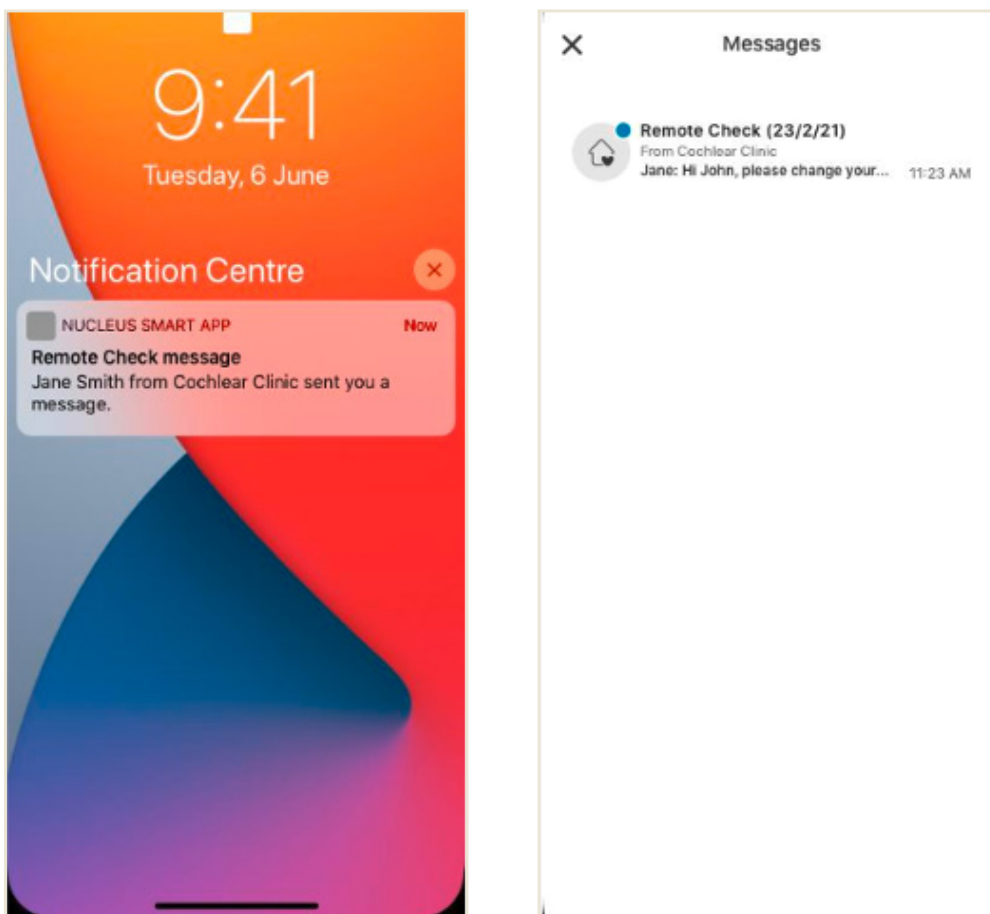 9:41
Tuesday, 6 June
Notification Centre
NUCLEUS SMART APP Now
Remote Check message
Jane Smith from Cochlear Clinic sent you a
message.
Messages
Remote Check (23/2/21)
From Cochlear Clinic
Jane: Hi John, please change your... 11:23 AM